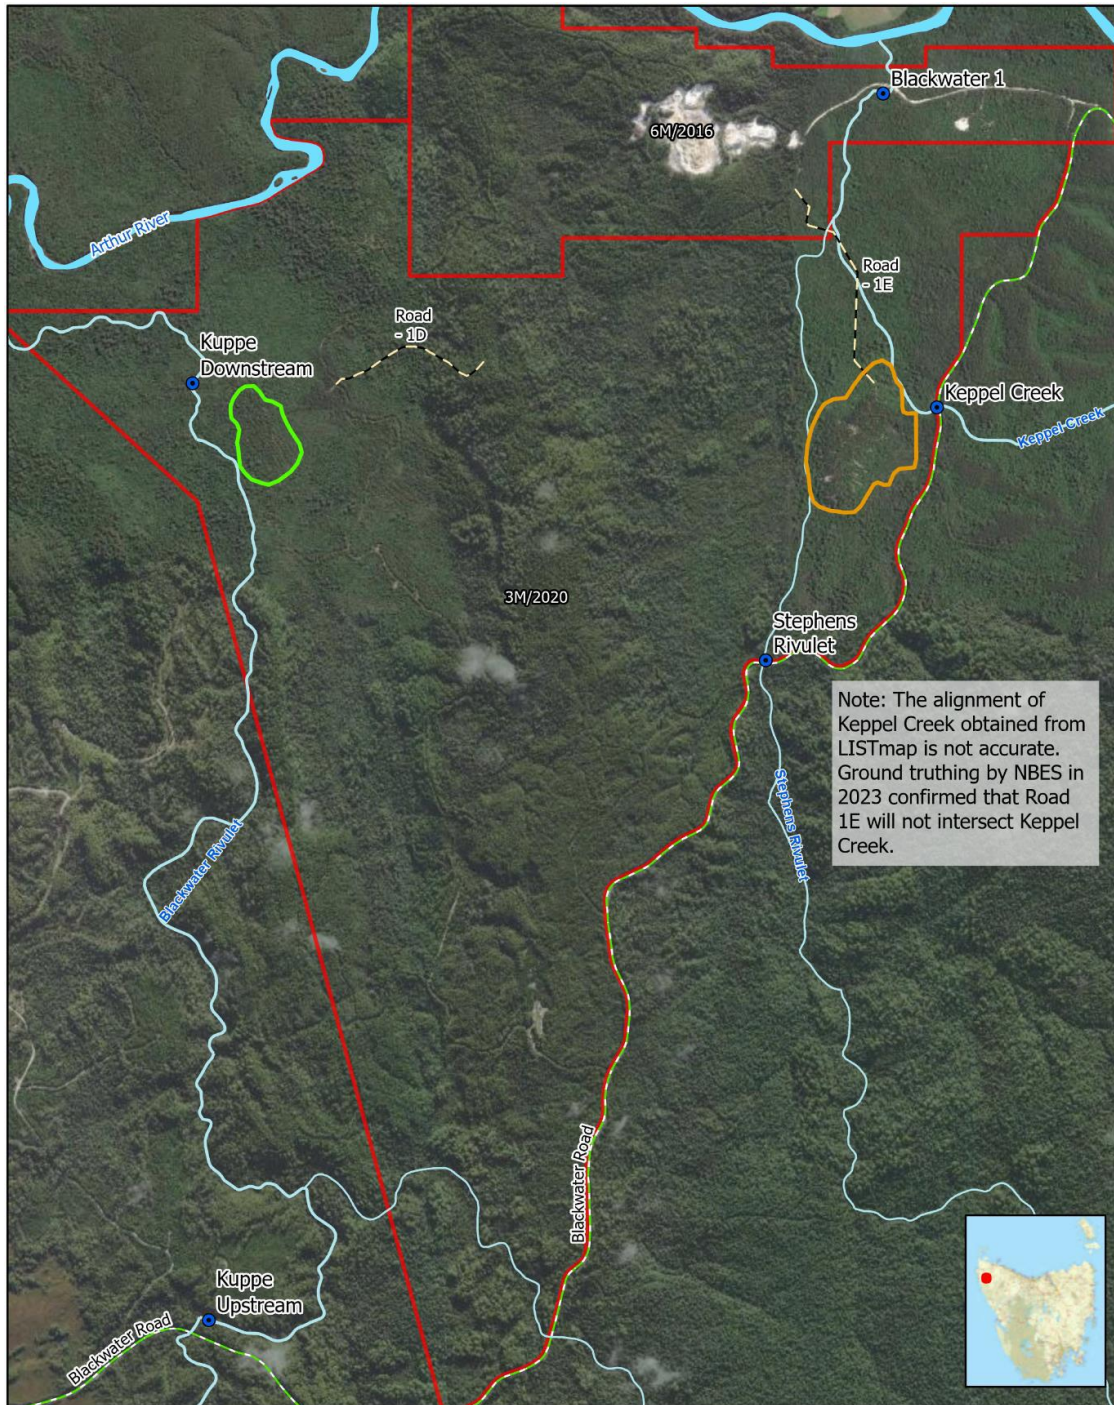 Blackwater 1
6M/2016
Arthur River
Road
- 1E
Road
- 1D
Kuppe
Downstream
Keppel Creek
Keppel Creek
3M/2020
Stephens
Rivulet
Note: The alignment of
Keppel Creek obtained from
LISTmap is not accurate.
Ground truthing by NBES in
2023 confirmed that Road
1E will not intersect Keppel
Creek.
Stephens Rivulet
Blackwater Rivulet
Blackwater Road
Kuppe
Upstream
Blackwater Road